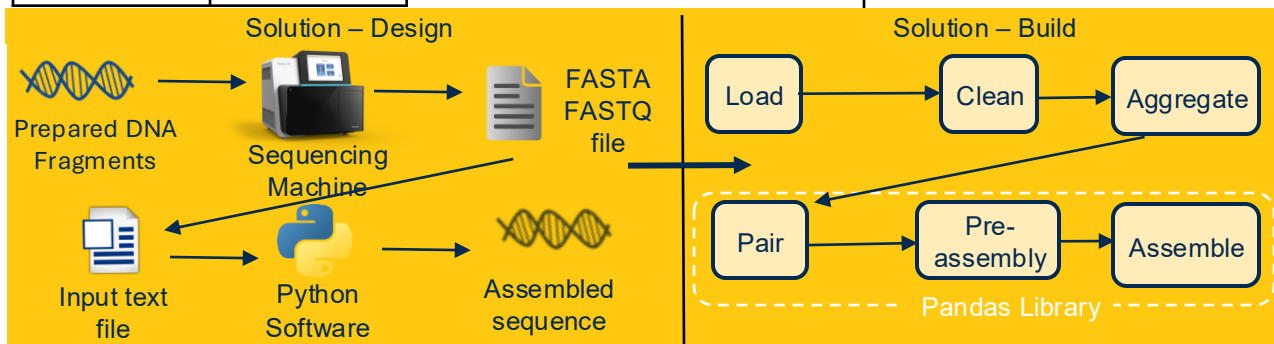 Solution – Design
Prepared DNA
Fragments
Sequencing
Machine
FASTA
FASTQ
file
Input text
file
Python
Software
Assembled
sequence
Solution – Build
Load
Clean
Aggregate
Pair
Pre-
assembly
Assemble
Pandas Library